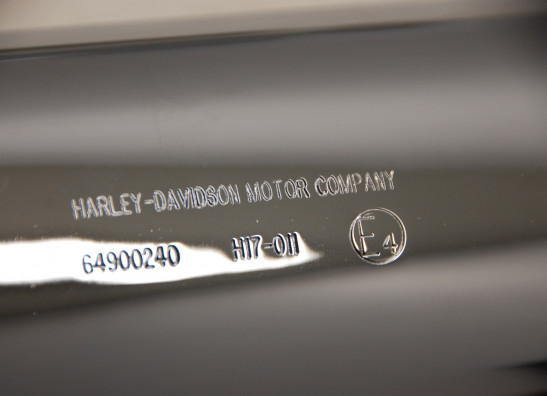 HARLEY-DAVIDSON MOTOR COMPANY
64900240 H17-011 E4